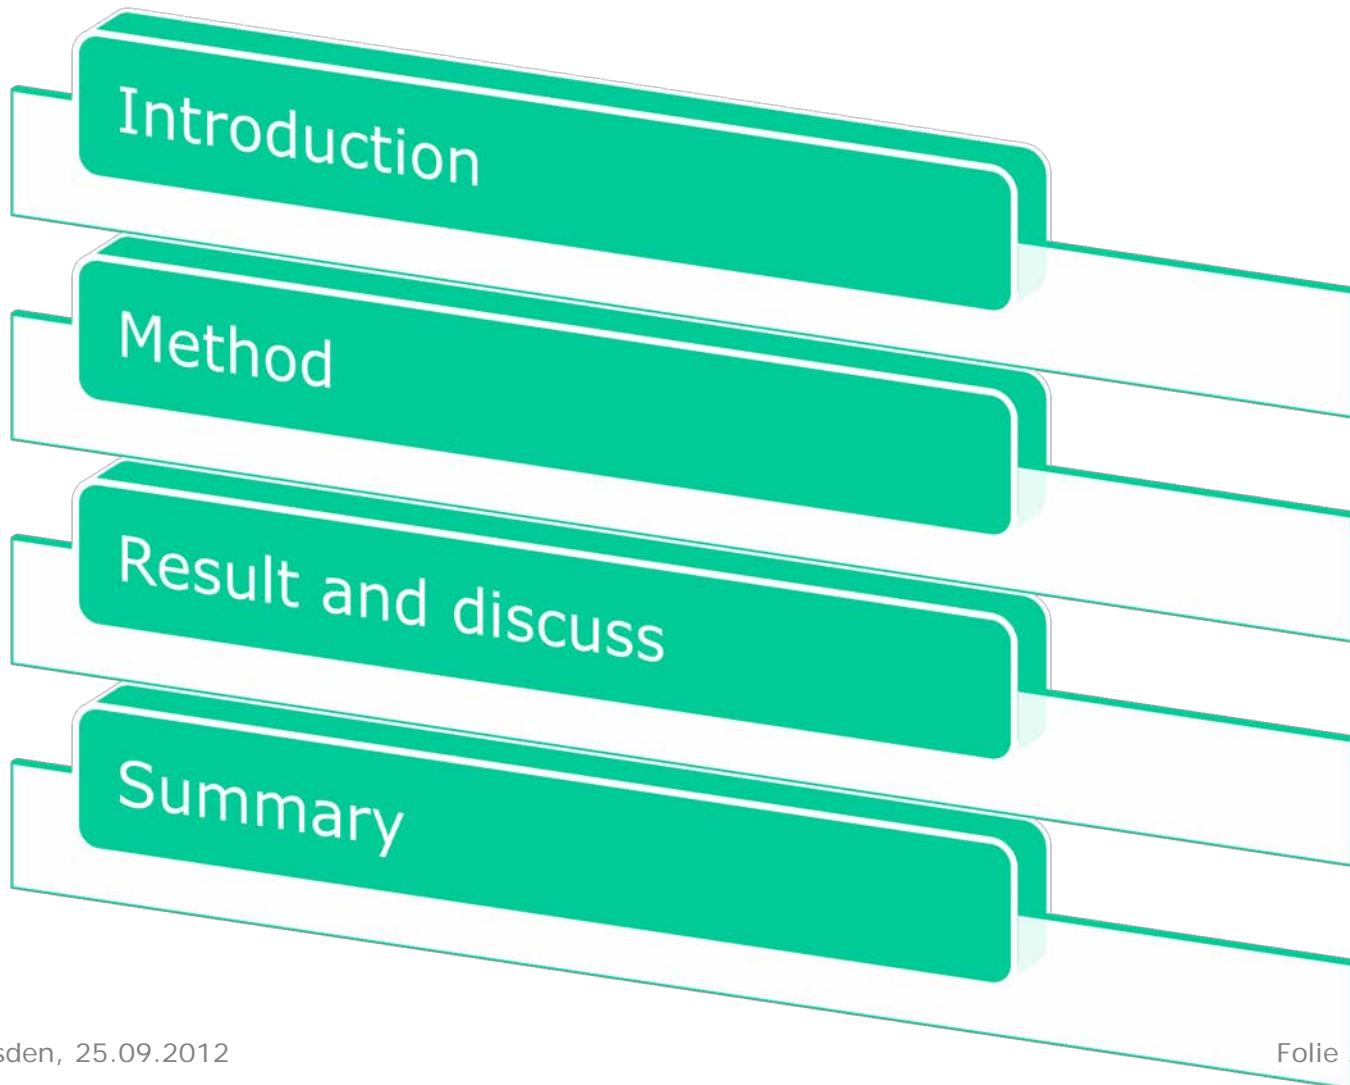 Introduction
Method
Result and discuss
Summary
sden, 25.09.2012
Folie